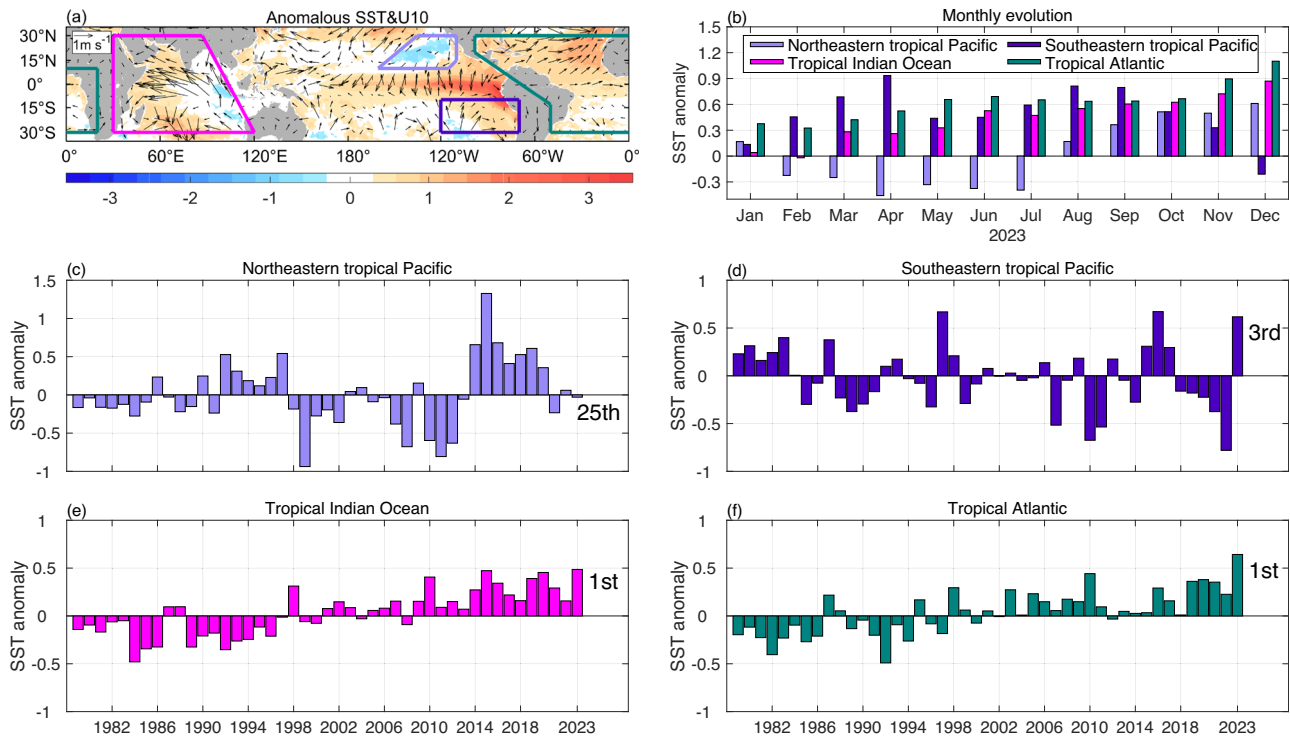 (a) Anomalous SST&U10
1m s-1
30°N
15°N
0°
15°S
30°S
0° 60°E 120°E 180° 120°W 60°W 0°
-3 -2 -1 0 1 2 3
(b) Monthly evolution
Northeastern tropical Pacific Southeastern tropical Pacific
Tropical Indian Ocean Tropical Atlantic
SST anomaly
1.5
1.2
0.9
0.6
0.3
0
-0.3
Jan Feb Mar Apr May Jun Jul Aug Sep Oct Nov Dec
2023
(c) Northeastern tropical Pacific
SST anomaly
1.5
1
0.5
0
-0.5
-1
25th
(d) Southeastern tropical Pacific
SST anomaly
1
0.5
0
-0.5
-1
3rd
(e) Tropical Indian Ocean
SST anomaly
1
0.5
0
-0.5
-1
1st
1982 1986 1990 1994 1998 2002 2006 2010 2014 2018 2023
(f) Tropical Atlantic
SST anomaly
1
0.5
0
-0.5
-1
1st
1982 1986 1990 1994 1998 2002 2006 2010 2014 2018 2023